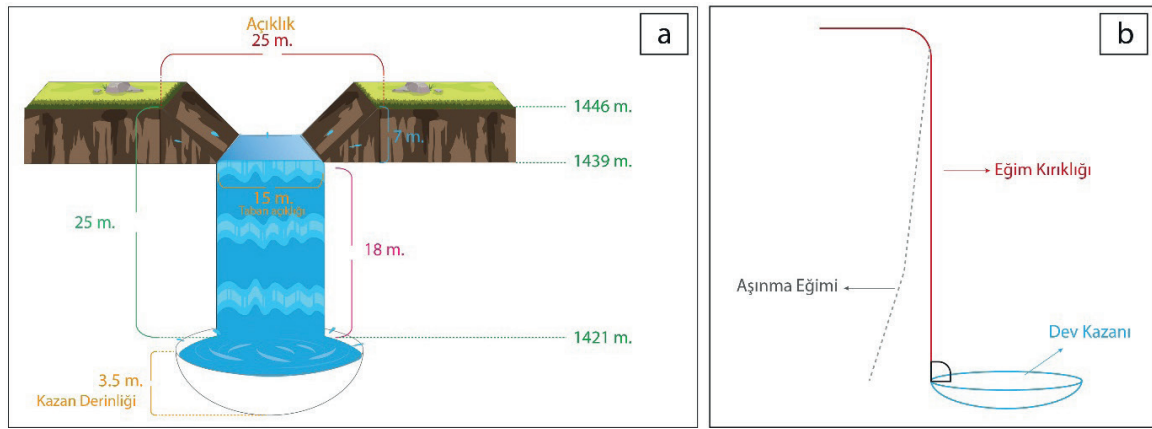 Açıklık
25 m.
a
1446 m.
7 m.
1439 m.
15 m.
Taban açıklığı
25 m.
18 m.
1421 m.
3.5 m.
Kazan Derinliği
b
Eğim Kırıklığı
Aşınma Eğimi
Dev Kazanı